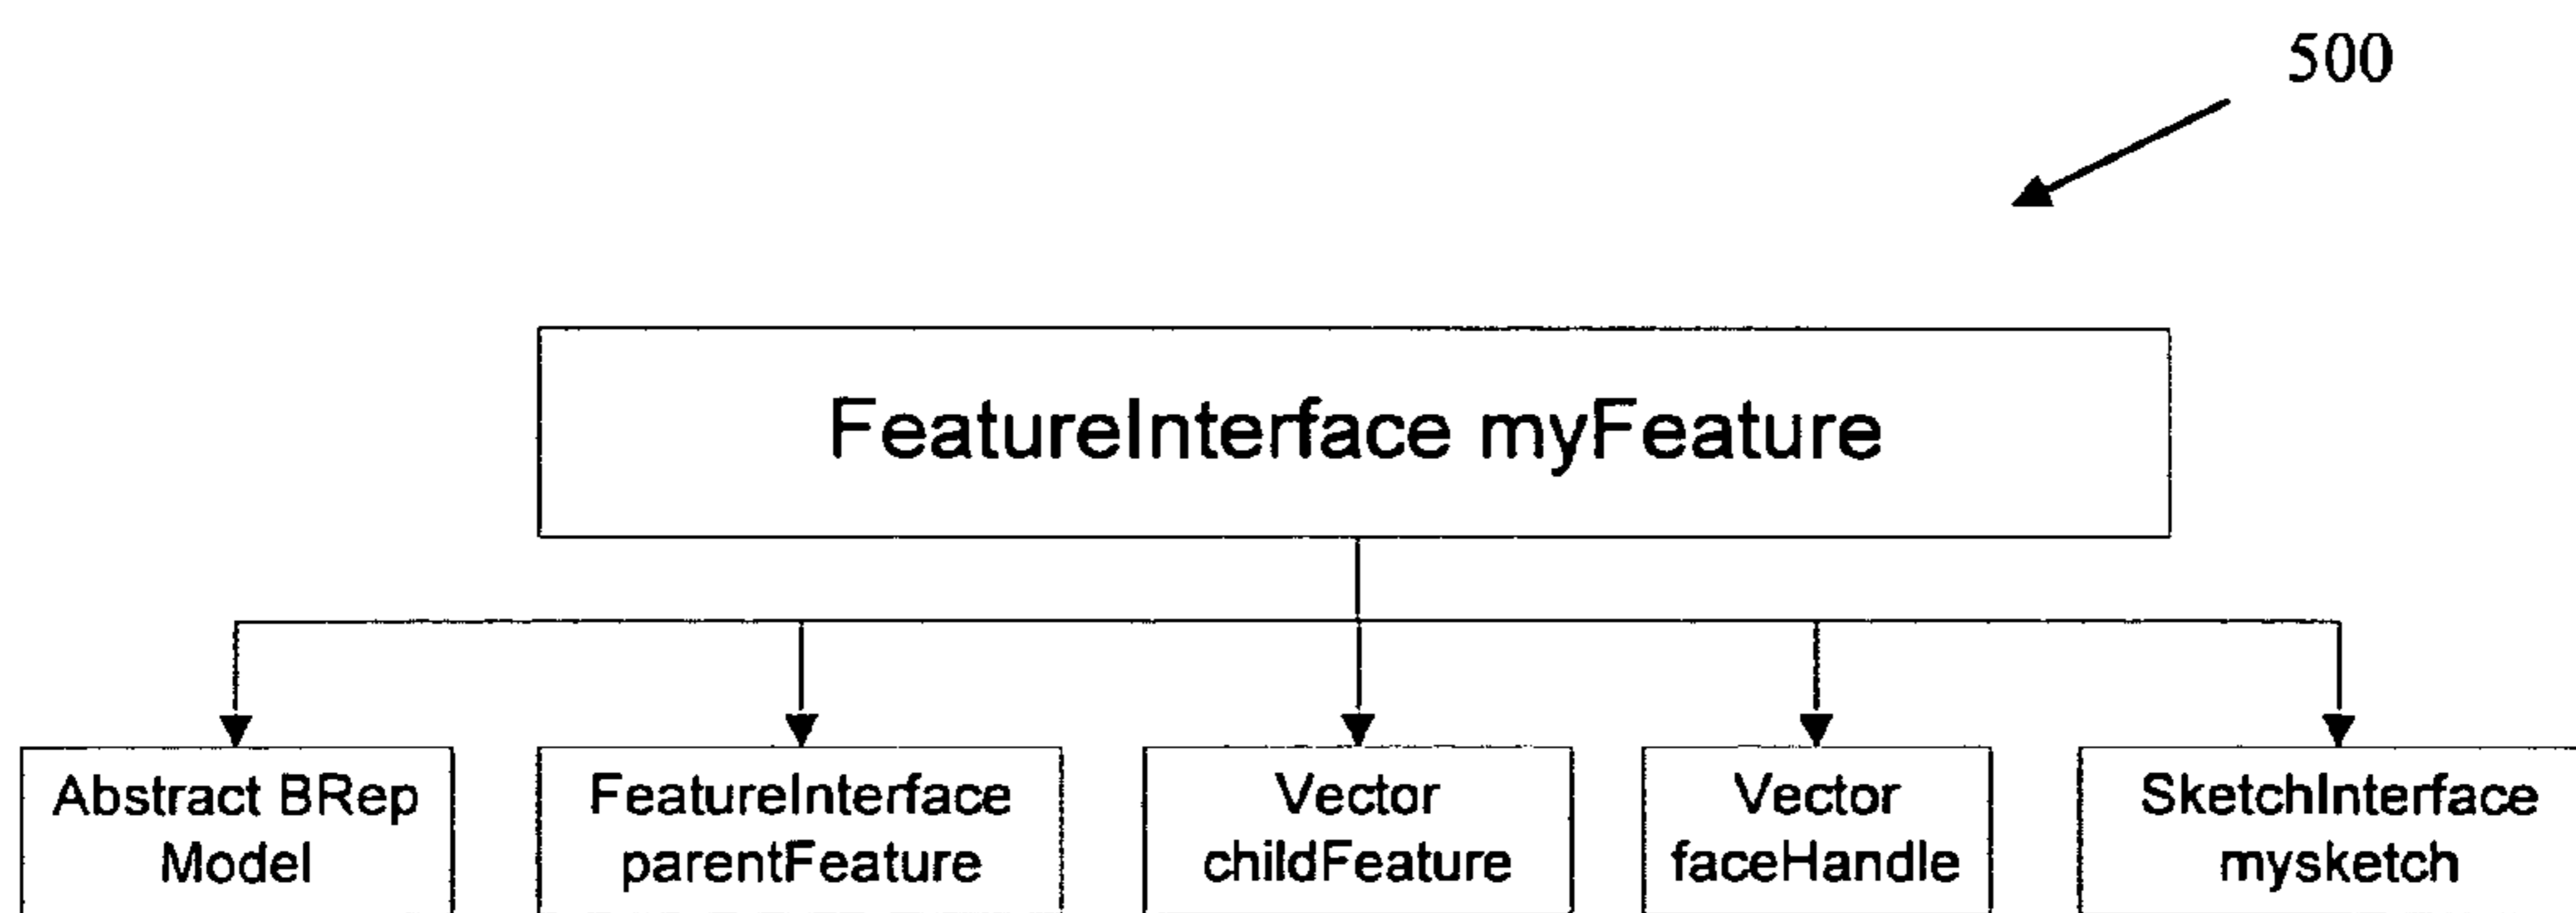 500
FeatureInterface myFeature
Abstract BRep
Model
FeatureInterface
parentFeature
Vector
childFeature
Vector
faceHandle
SketchInterface
mysketch